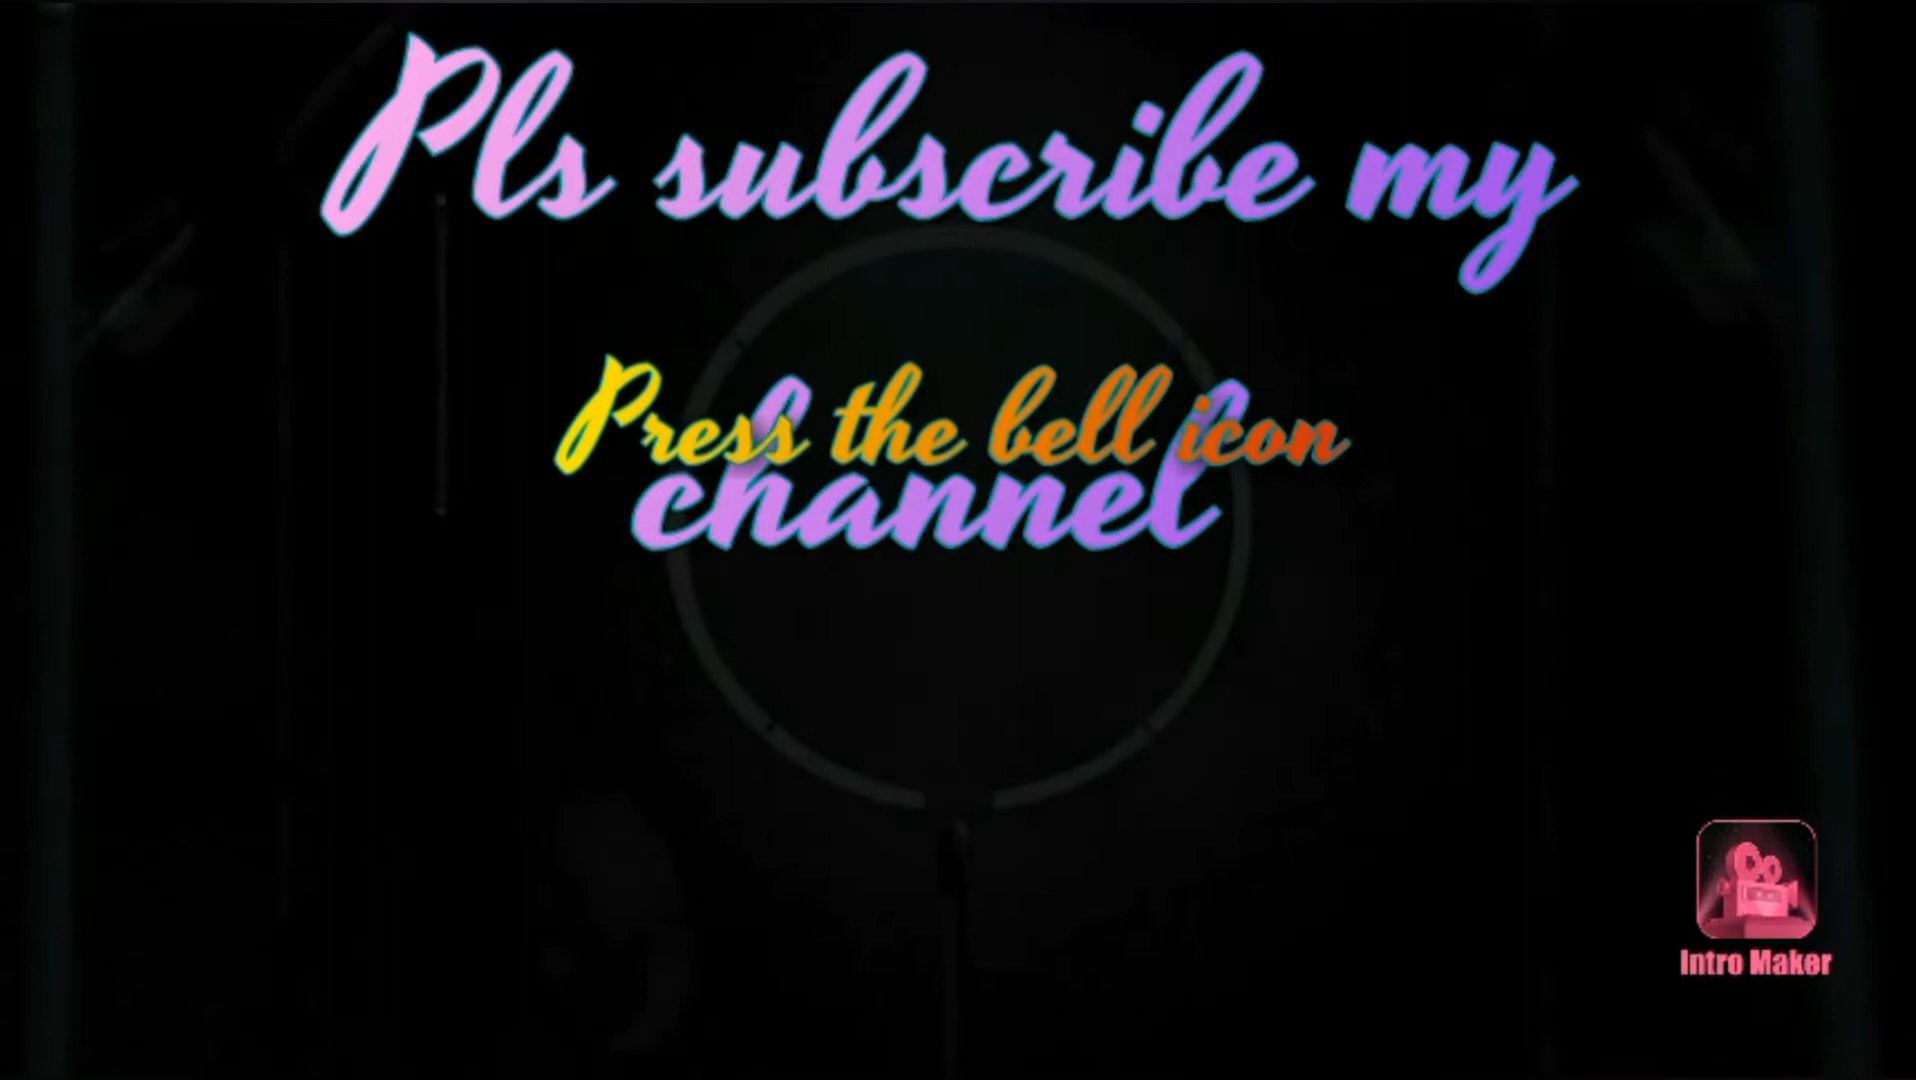 Pls subscribe my
Press the bell icon
channel
Intro Maker